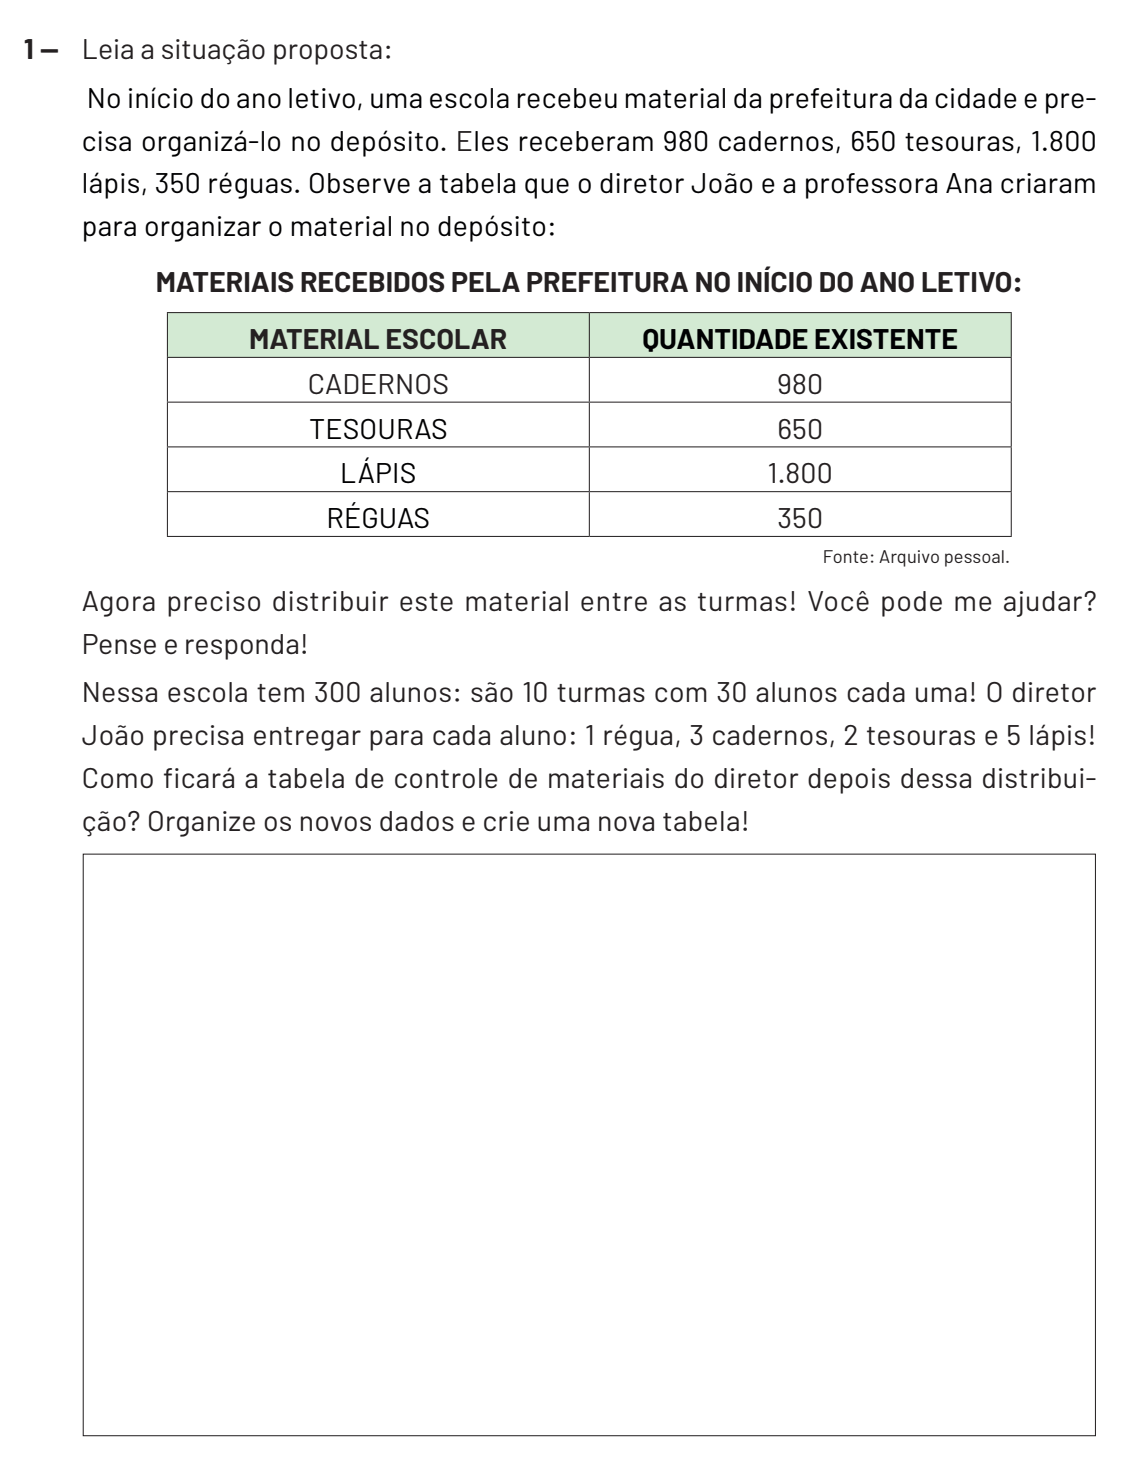 1 – Leia a situação proposta:
No início do ano letivo, uma escola recebeu material da prefeitura da cidade e pre-
cisa organizá-lo no depósito. Eles receberam 980 cadernos, 650 tesouras, 1.800
lápis, 350 réguas. Observe a tabela que o diretor João e a professora Ana criaram
para organizar o material no depósito:
MATERIAIS RECEBIDOS PELA PREFEITURA NO INÍCIO DO ANO LETIVO:
MATERIAL ESCOLAR QUANTIDADE EXISTENTE
CADERNOS 980
TESOURAS 650
LÁPIS 1.800
RÉGUAS 350
Fonte: Arquivo pessoal.
Agora preciso distribuir este material entre as turmas! Você pode me ajudar?
Pense e responda!
Nessa escola tem 300 alunos: são 10 turmas com 30 alunos cada uma! O diretor
João precisa entregar para cada aluno: 1 régua, 3 cadernos, 2 tesouras e 5 lápis!
Como ficará a tabela de controle de materiais do diretor depois dessa distribui-
ção? Organize os novos dados e crie uma nova tabela!